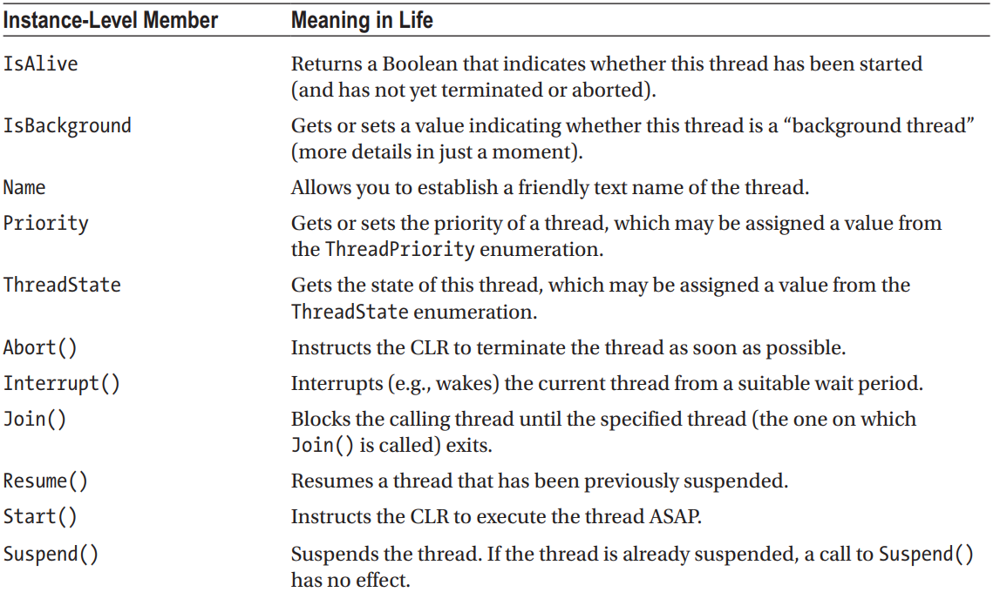 Instance-Level Member Meaning in Life
IsAlive Returns a Boolean that indicates whether this thread has been started
(and has not yet terminated or aborted).
IsBackground Gets or sets a value indicating whether this thread is a “background thread”
(more details in just a moment).
Name Allows you to establish a friendly text name of the thread.
Priority Gets or sets the priority of a thread, which may be assigned a value from
the ThreadPriority enumeration.
ThreadState Gets the state of this thread, which may be assigned a value from the
ThreadState enumeration.
Abort() Instructs the CLR to terminate the thread as soon as possible.
Interrupt() Interrupts (e.g., wakes) the current thread from a suitable wait period.
Join() Blocks the calling thread until the specified thread (the one on which
Join() is called) exits.
Resume() Resumes a thread that has been previously suspended.
Start() Instructs the CLR to execute the thread ASAP.
Suspend() Suspends the thread. If the thread is already suspended, a call to Suspend()
has no effect.